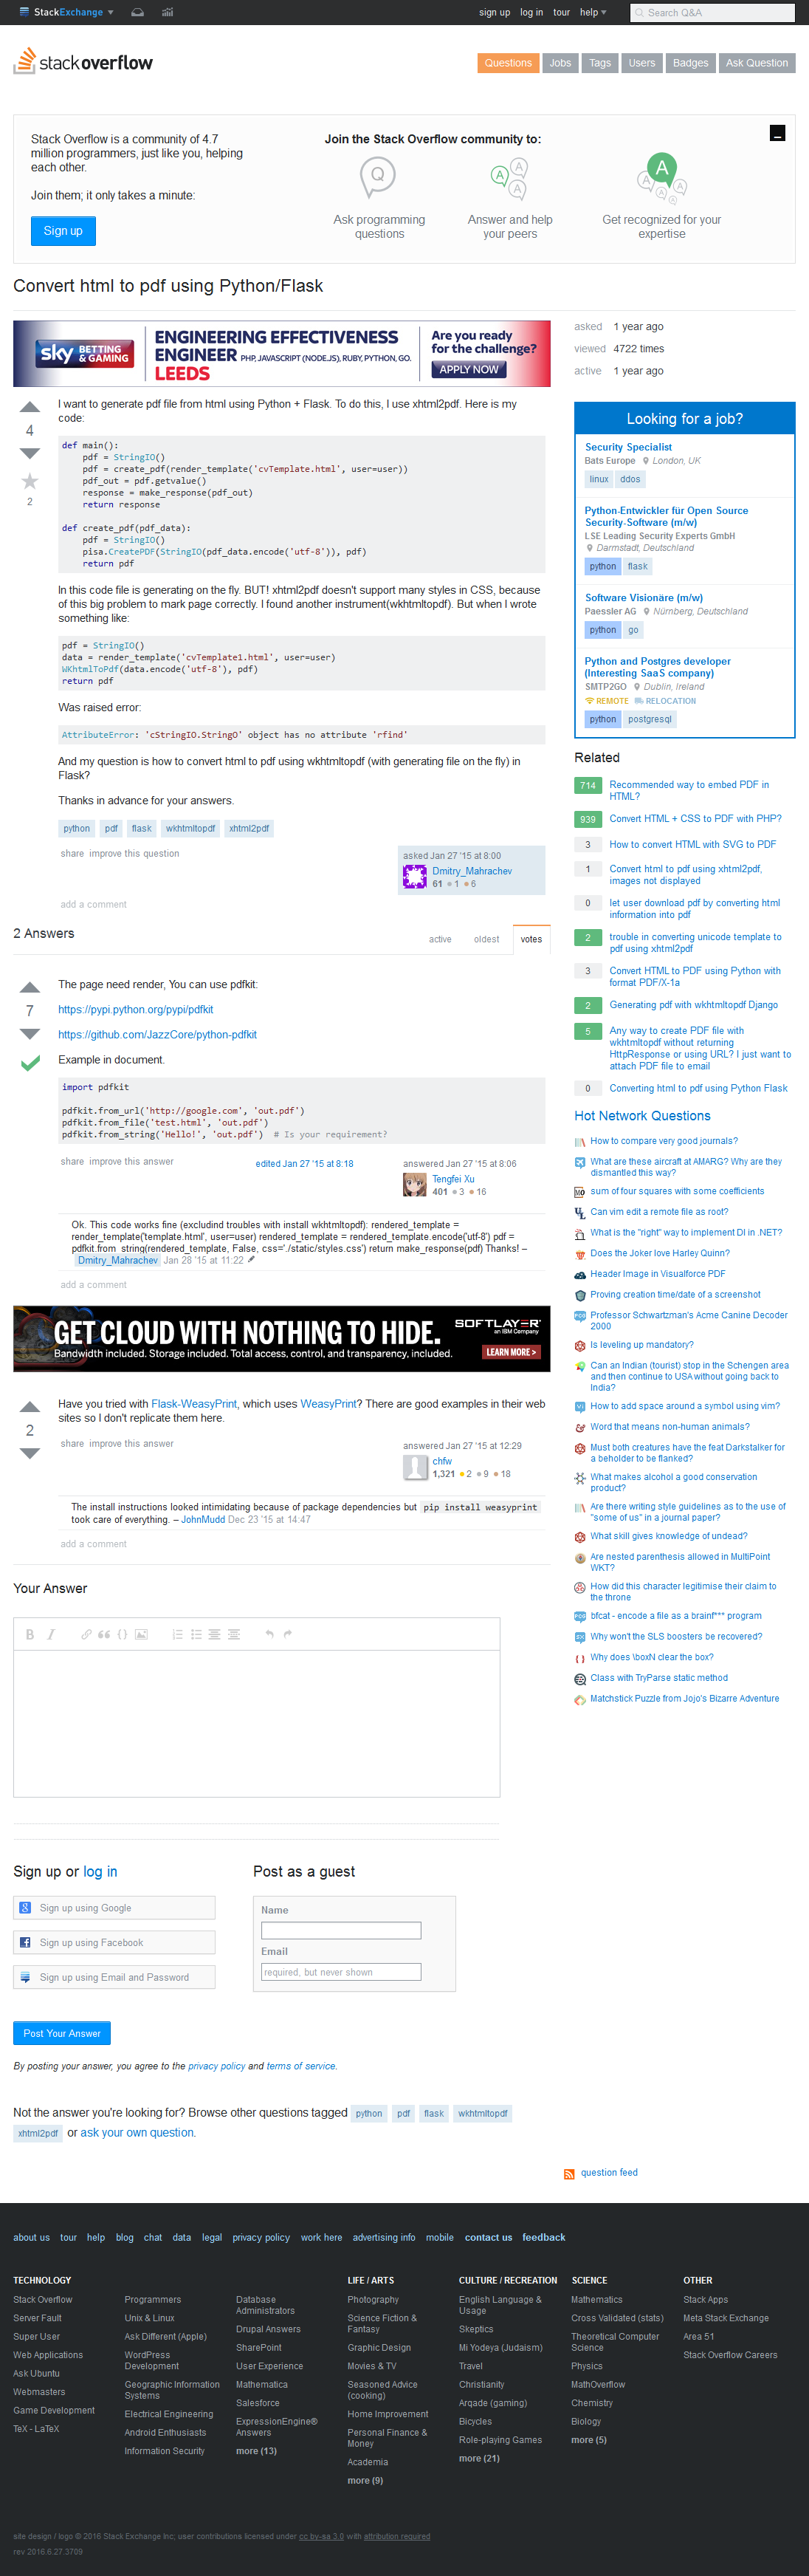 StackExchange
sign up log in tour help
Search Q&A
stackoverflow
Questions Jobs Tags Users Badges Ask Question
Stack Overflow is a community of 4.7
million programmers, just like you, helping
each other.
Join them; it only takes a minute:
Sign up
Join the Stack Overflow community to:
Ask programming
questions
Answer and help
your peers
Get recognized for your
expertise
Convert html to pdf using Python/Flask
sky BETTING & GAMING
ENGINEERING EFFECTIVENESS
ENGINEER PHP, JAVASCRIPT (NODE.JS), RUBY, PYTHON, GO.
LEEDS
Are you ready
for the challenge?
APPLY NOW
4
2
I want to generate pdf file from html using Python + Flask. To do this, I use xhtml2pdf. Here is my
code:
def main():
pdf = StringIO()
pdf = create_pdf(render_template('cvTemplate.html', user=user))
pdf_out = pdf.getvalue()
response = make_response(pdf_out)
return response
def create_pdf(pdf_data):
pdf = StringIO()
pisa.CreatePDF(StringIO(pdf_data.encode('utf-8')), pdf)
return pdf
In this code file is generating on the fly. BUT! xhtml2pdf doesn't support many styles in CSS, because
of this big problem to mark page correctly. I found another instrument(wkhtmltopdf). But when I wrote
something like:
pdf = StringIO()
data = render_template('cvTemplate1.html', user=user)
WKhtmlToPdf(data.encode('utf-8'), pdf)
return pdf
Was raised error:
AttributeError: 'cStringIO.StringO' object has no attribute 'rfind'
And my question is how to convert html to pdf using wkhtmltopdf (with generating file on the fly) in
Flask?
Thanks in advance for your answers.
python pdf flask wkhtmltopdf xhtml2pdf
share improve this question
asked Jan 27 '15 at 8:00
Dmitry_Mahrachev
61 1 6
add a comment
2 Answers
active oldest votes
7
The page need render, You can use pdfkit:
https://pypi.python.org/pypi/pdfkit
https://github.com/JazzCore/python-pdfkit
Example in document.
import pdfkit
pdfkit.from_url('http://google.com', 'out.pdf')
pdfkit.from_file('test.html', 'out.pdf')
pdfkit.from_string('Hello!', 'out.pdf') # Is your requirement?
share improve this answer
edited Jan 27 '15 at 8:18
answered Jan 27 '15 at 8:06
Tengfei Xu
401 3 16
Ok. This code works fine (excludind troubles with install wkhtmltopdf): rendered_template =
render_template('template.html', user=user) rendered_template = rendered_template.encode('utf-8') pdf =
pdfkit.from_string(rendered_template, False, css='./static/styles.css') return make_response(pdf) Thanks! –
Dmitry_Mahrachev Jan 28 '15 at 11:22
add a comment
GET CLOUD WITH NOTHING TO HIDE.
Bandwidth included. Storage included. Total access, control, and transparency, included.
SOFTLAYER
an IBM Company
LEARN MORE >
2
Have you tried with Flask-WeasyPrint, which uses WeasyPrint? There are good examples in their web
sites so I don't replicate them here.
share improve this answer
answered Jan 27 '15 at 12:29
chfw
1,321 2 9 18
The install instructions looked intimidating because of package dependencies but pip install weasyprint
took care of everything. – JohnMudd Dec 23 '15 at 14:47
add a comment
Your Answer
Sign up or log in
Sign up using Google
Sign up using Facebook
Sign up using Email and Password
Post as a guest
Name
Email
required, but never shown
Post Your Answer
By posting your answer, you agree to the privacy policy and terms of service.
Not the answer you're looking for? Browse other questions tagged python pdf flask wkhtmltopdf
xhtml2pdf or ask your own question.
asked 1 year ago
viewed 4722 times
active 1 year ago
Looking for a job?
Security Specialist
Bats Europe London, UK
linux ddos
Python-Entwickler für Open Source
Security-Software (m/w)
LSE Leading Security Experts GmbH
Darmstadt, Deutschland
python flask
Software Visionäre (m/w)
Paessler AG Nürnberg, Deutschland
python go
Python and Postgres developer
(Interesting SaaS company)
SMTP2GO Dublin, Ireland
REMOTE RELOCATION
python postgresql
Related
714 Recommended way to embed PDF in
HTML?
939 Convert HTML + CSS to PDF with PHP?
3 How to convert HTML with SVG to PDF
1 Convert html to pdf using xhtml2pdf,
images not displayed
0 let user download pdf by converting html
information into pdf
2 trouble in converting unicode template to
pdf using xhtml2pdf
3 Convert HTML to PDF using Python with
format PDF/X-1a
2 Generating pdf with wkhtmltopdf Django
5 Any way to create PDF file with
wkhtmltopdf without returning
HttpResponse or using URL? I just want to
attach PDF file to email
0 Converting html to pdf using Python Flask
Hot Network Questions
How to compare very good journals?
What are these aircraft at AMARG? Why are they
dismantled this way?
sum of four squares with some coefficients
Can vim edit a remote file as root?
What is the "right" way to implement DI in .NET?
Does the Joker love Harley Quinn?
Header Image in Visualforce PDF
Proving creation time/date of a screenshot
Professor Schwartzman's Acme Canine Decoder
2000
Is leveling up mandatory?
Can an Indian (tourist) stop in the Schengen area
and then continue to USA without going back to
India?
How to add space around a symbol using vim?
Word that means non-human animals?
Must both creatures have the feat Darkstalker for
a beholder to be flanked?
What makes alcohol a good conservation
product?
Are there writing style guidelines as to the use of
"some of us" in a journal paper?
What skill gives knowledge of undead?
Are nested parenthesis allowed in MultiPoint
WKT?
How did this character legitimise their claim to
the throne
bfcat - encode a file as a brainf*** program
Why won't the SLS boosters be recovered?
Why does \boxN clear the box?
Class with TryParse static method
Matchstick Puzzle from Jojo's Bizarre Adventure
question feed
about us tour help blog chat data legal privacy policy work here advertising info mobile contact us feedback
TECHNOLOGY
Stack Overflow
Server Fault
Super User
Web Applications
Ask Ubuntu
Webmasters
Game Development
TeX - LaTeX
Programmers
Unix & Linux
Ask Different (Apple)
WordPress
Development
Geographic Information
Systems
Electrical Engineering
Android Enthusiasts
Information Security
Database
Administrators
Drupal Answers
SharePoint
User Experience
Mathematica
Salesforce
ExpressionEngine®
Answers
more (13)
LIFE / ARTS
Photography
Science Fiction &
Fantasy
Graphic Design
Movies & TV
Seasoned Advice
(cooking)
Home Improvement
Personal Finance &
Money
Academia
more (9)
CULTURE / RECREATION
English Language &
Usage
Skeptics
Mi Yodeya (Judaism)
Travel
Christianity
Arqade (gaming)
Bicycles
Role-playing Games
more (21)
SCIENCE
Mathematics
Cross Validated (stats)
Theoretical Computer
Science
Physics
MathOverflow
Chemistry
Biology
more (5)
OTHER
Stack Apps
Meta Stack Exchange
Area 51
Stack Overflow Careers
site design / logo © 2016 Stack Exchange Inc; user contributions licensed under cc by-sa 3.0 with attribution required
rev 2016.6.27.3709